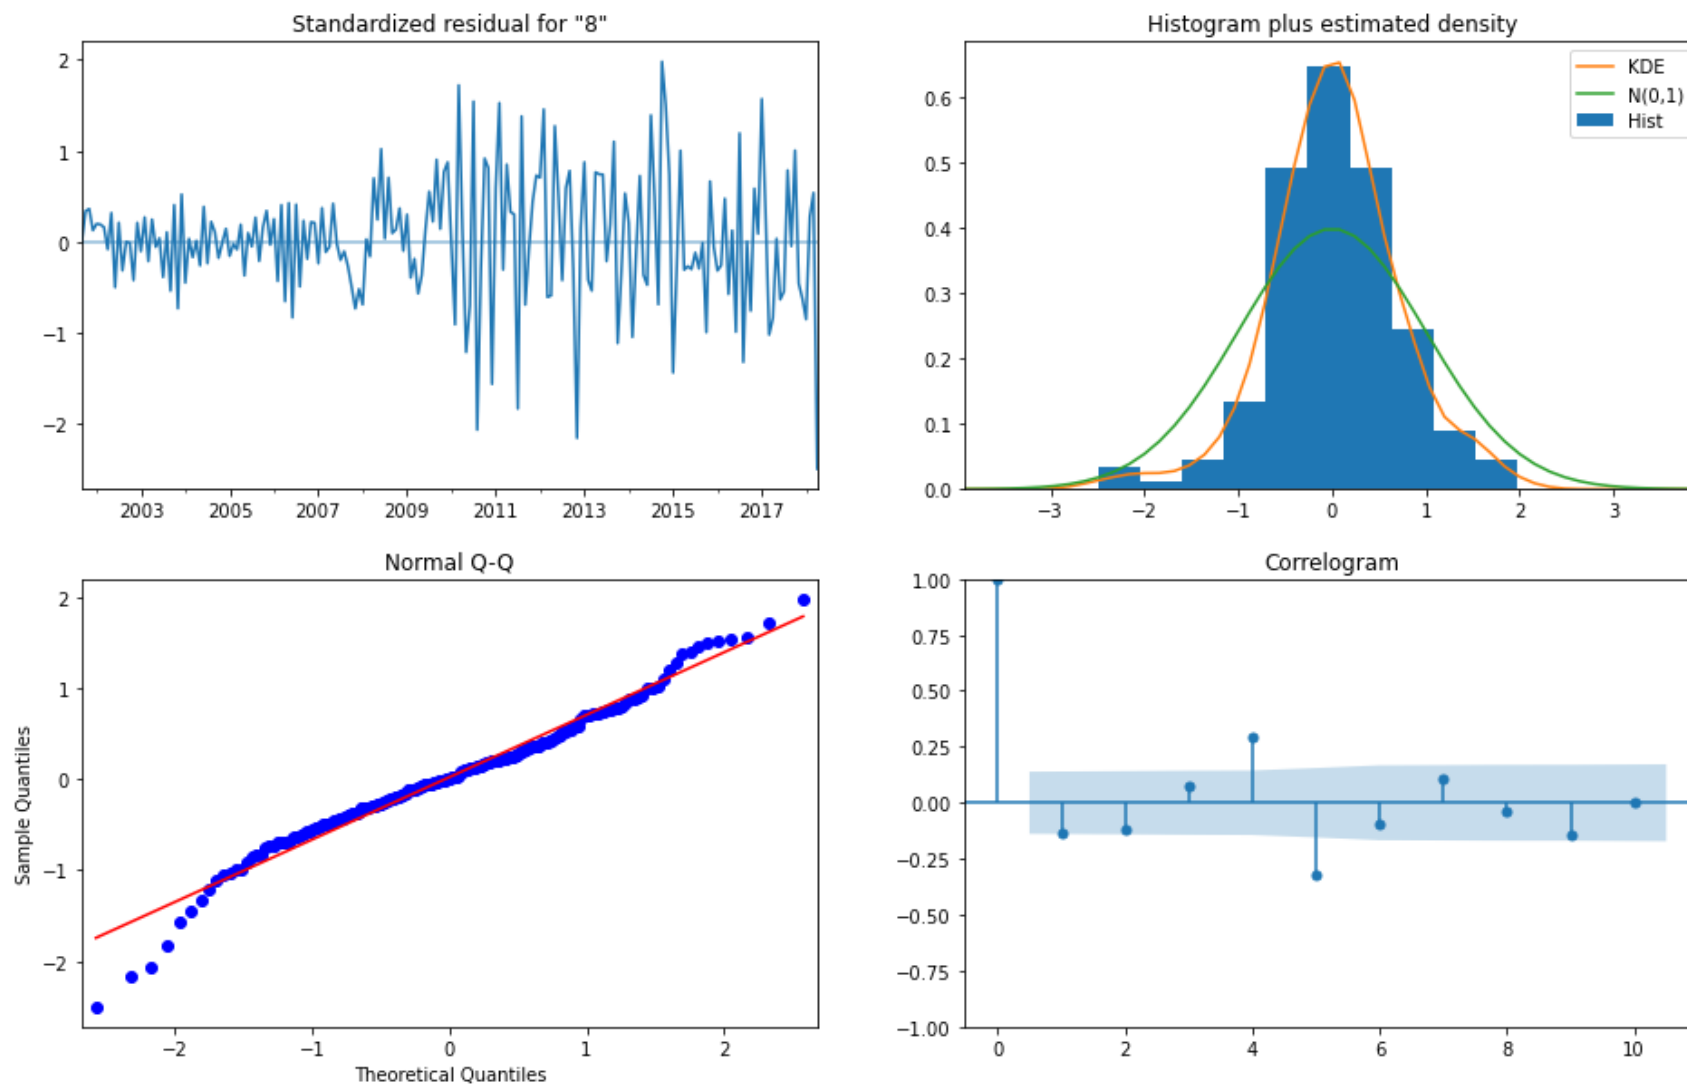 Standardized residual for "8"
2
1
0
−1
−2
2003 2005 2007 2009 2011 2013 2015 2017
Histogram plus estimated density
KDE
N(0,1)
Hist
0.6
0.5
0.4
0.3
0.2
0.1
0.0
−3 −2 −1 0 1 2 3
Normal Q-Q
Sample Quantiles
2
1
0
−1
−2
−2 −1 0 1 2
Theoretical Quantiles
Correlogram
1.00
0.75
0.50
0.25
0.00
−0.25
−0.50
−0.75
−1.00
0 2 4 6 8 10